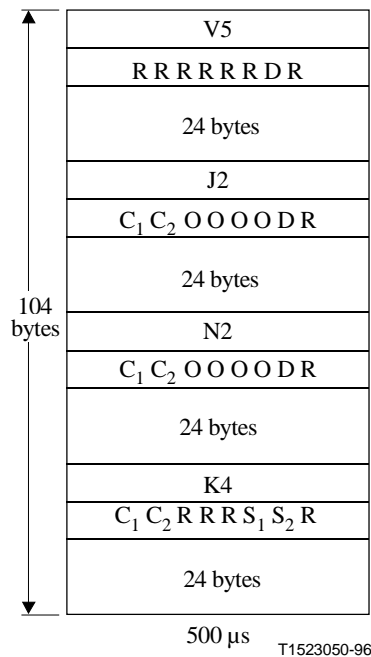 V5
R R R R R R D R
24 bytes
J2
C1 C2 O O O O D R
24 bytes
104
bytes
N2
C1 C2 O O O O D R
24 bytes
K4
C1 C2 R R R S1 S2 R
24 bytes
500 µs
T1523050-96